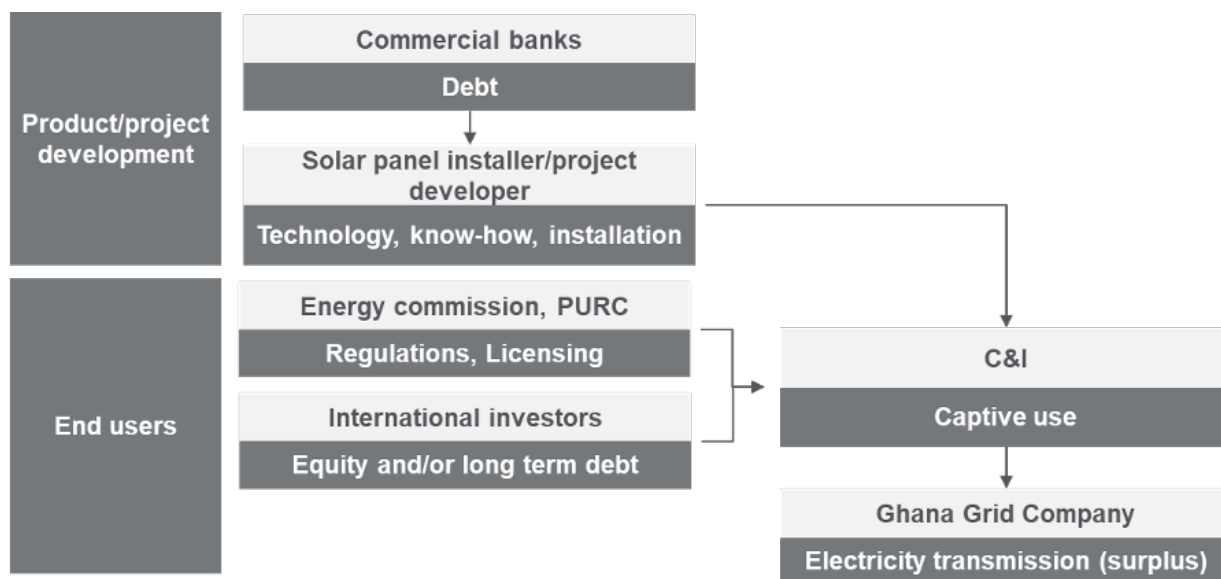 Product/project
development
Commercial banks
Debt
Solar panel installer/project
developer
Technology, know-how, installation
End users
Energy commission, PURC
Regulations, Licensing
International investors
Equity and/or long term debt
C&I
Captive use
Ghana Grid Company
Electricity transmission (surplus)